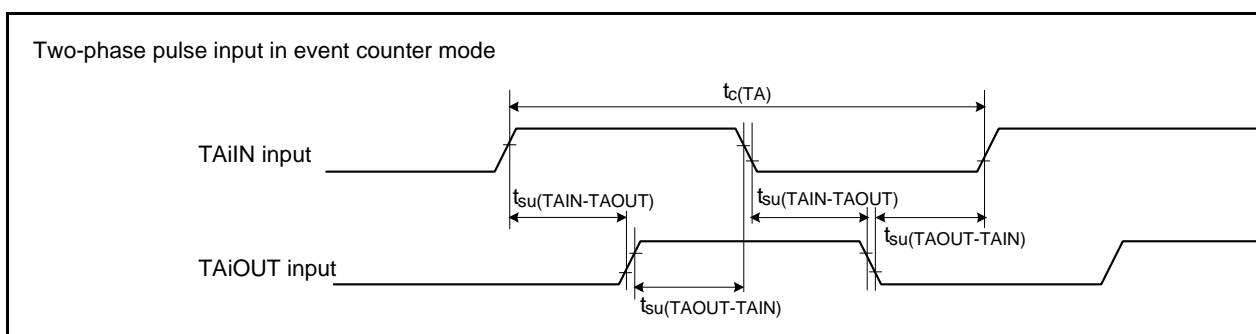 Two-phase pulse input in event counter mode
tc(TA)
TAiIN input
tsu(TAIN-TAOUT)
tsu(TAIN-TAOUT)
tsu(TAOUT-TAIN)
TAiOUT input
tsu(TAOUT-TAIN)